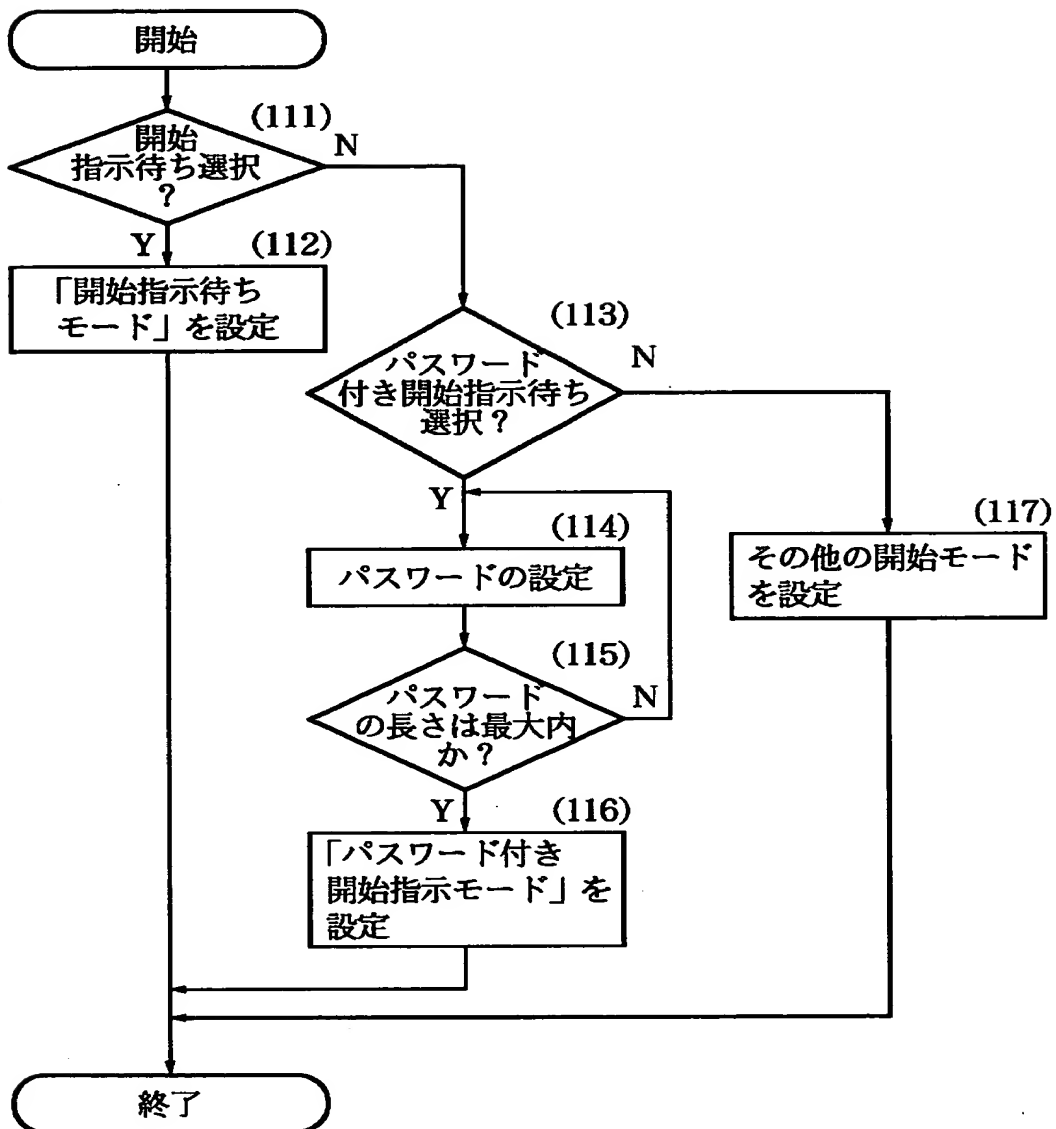 開始
(111)
開始
指示待ち選択
?
N
Y
(112)
「開始指示待ち
モード」を設定
(113)
パスワード
付き開始指示待ち
選択?
N
Y
(114)
パスワードの設定
(115)
パスワード
の長さは最大内
か?
N
Y
(116)
「パスワード付き
開始指示モード」を
設定
(117)
その他の開始モード
を設定
終了